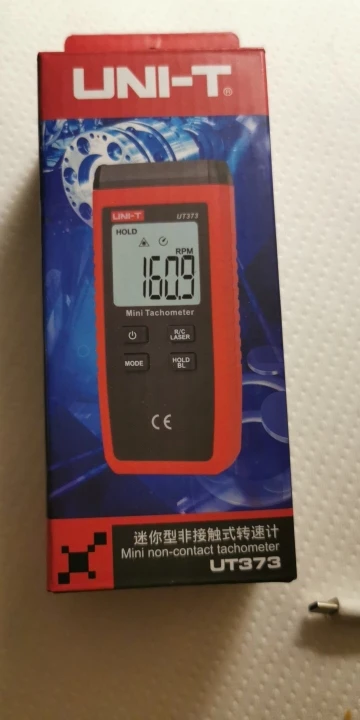 UNI-T®
UNI-T UT373
HOLD
RPM
160.9
Mini Tachometer
R/C
LASER
MODE
HOLD
BL
CE
迷你型非接触式转速计
Mini non-contact tachometer
UT373